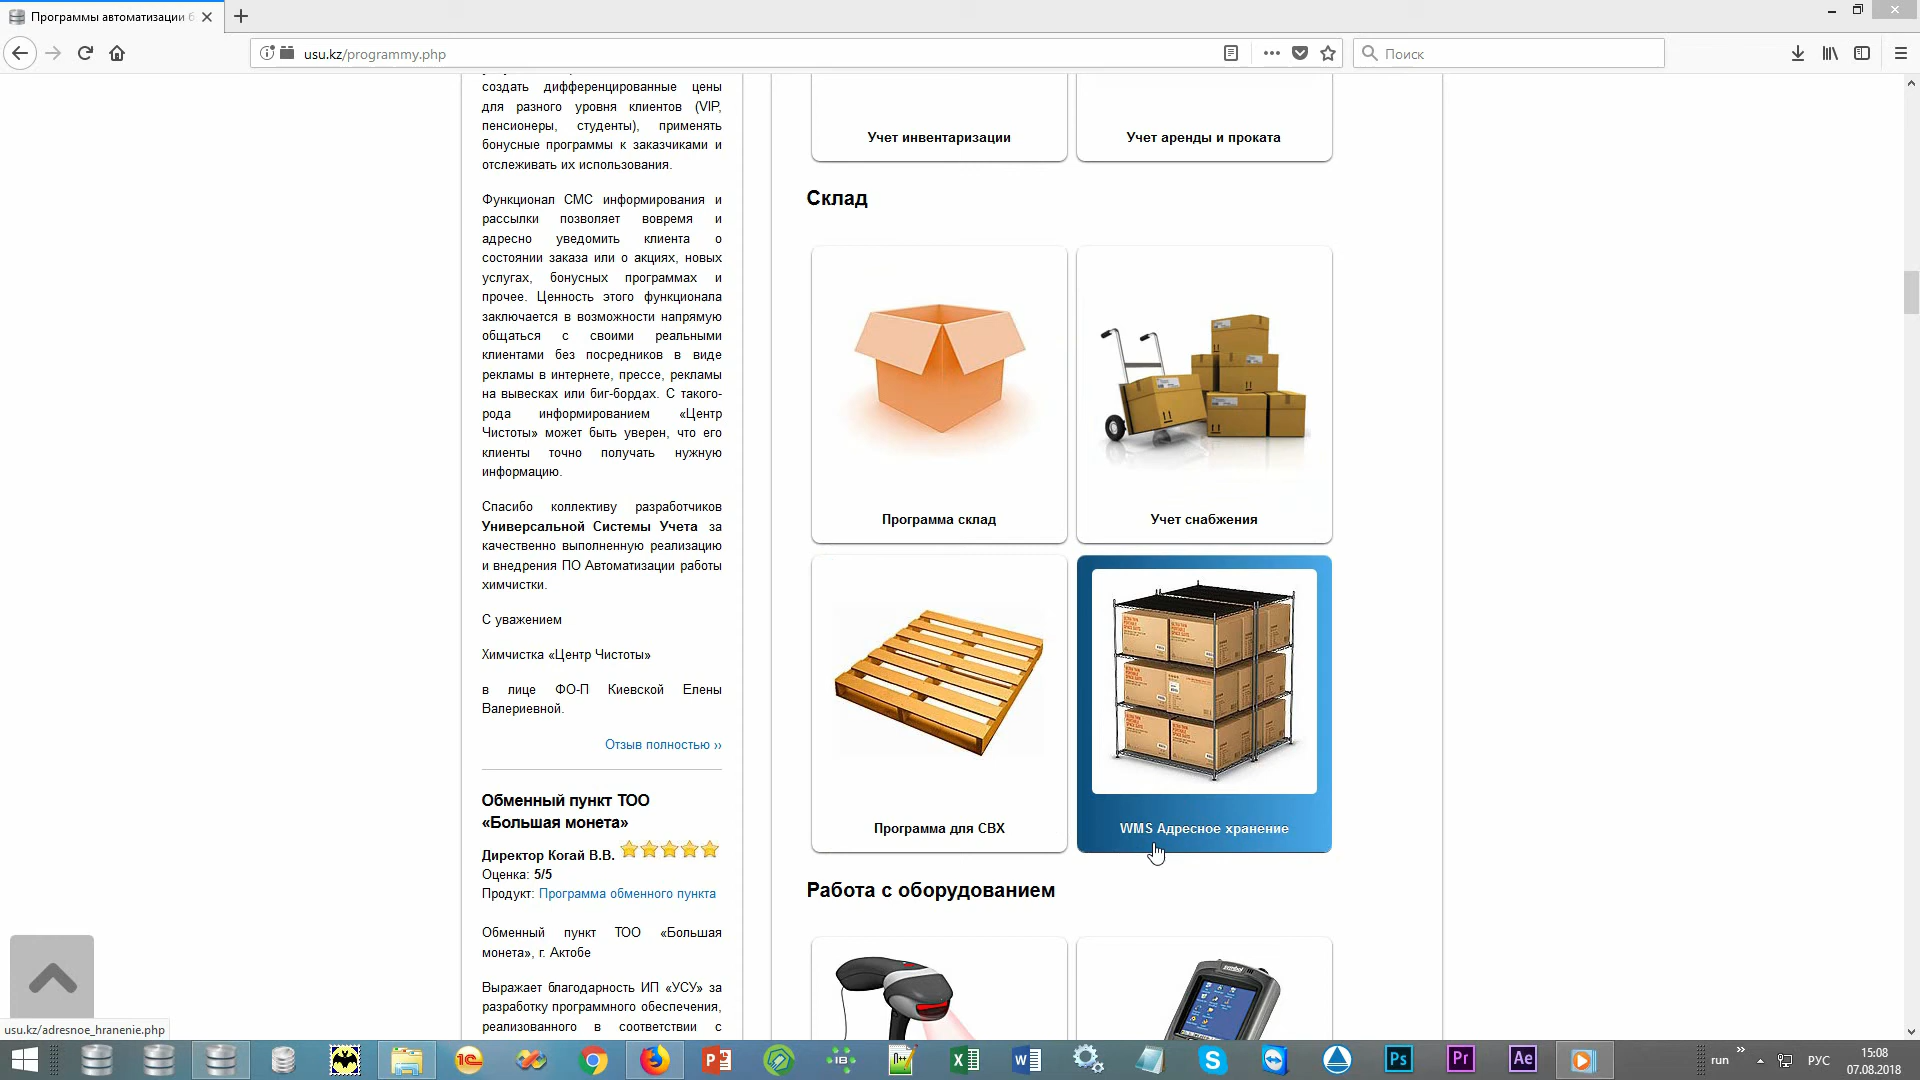 Программы автоматизации б
usu.kz/programmy.php
Поиск
создать дифференцированные цены
для разного уровня клиентов (VIP,
пенсионеры, студенты), применять
бонусные программы к заказчиками и
отслеживать их использования.
Функционал СМС информирования и
рассылки позволяет вовремя и
адресно уведомить клиента о
состоянии заказа или о акциях, новых
услугах, бонусных программах и
прочее. Ценность этого функционала
заключается в возможности напрямую
общаться с своими реальными
клиентами без посредников в виде
рекламы в интернете, прессе, рекламы
на вывесках или биг-бордах. С такого-
рода информированием «Центр
Чистоты» может быть уверен, что его
клиенты точно получать нужную
информацию.
Спасибо коллективу разработчиков
Универсальной Системы Учета за
качественно выполненную реализацию
и внедрения ПО Автоматизации работы
химчистки.
С уважением
Химчистка «Центр Чистоты»
в лице ФО-П Киевской Елены
Валериевной.
Отзыв полностью ››
Обменный пункт ТОО
«Большая монета»
Директор Когай В.В.
Оценка: 5/5
Продукт: Программа обменного пункта
Обменный пункт ТОО «Большая
монета», г. Актобе
Выражает благодарность ИП «УСУ» за
разработку программного обеспечения,
реализованного в соответствии с
Учет инвентаризации
Учет аренды и проката
Склад
Программа склад
Учет снабжения
Программа для СВХ
WMS Адресное хранение
Работа с оборудованием
symbol
usu.kz/adresnoe_hranenie.php
run
РУС
15:08
07.08.2018